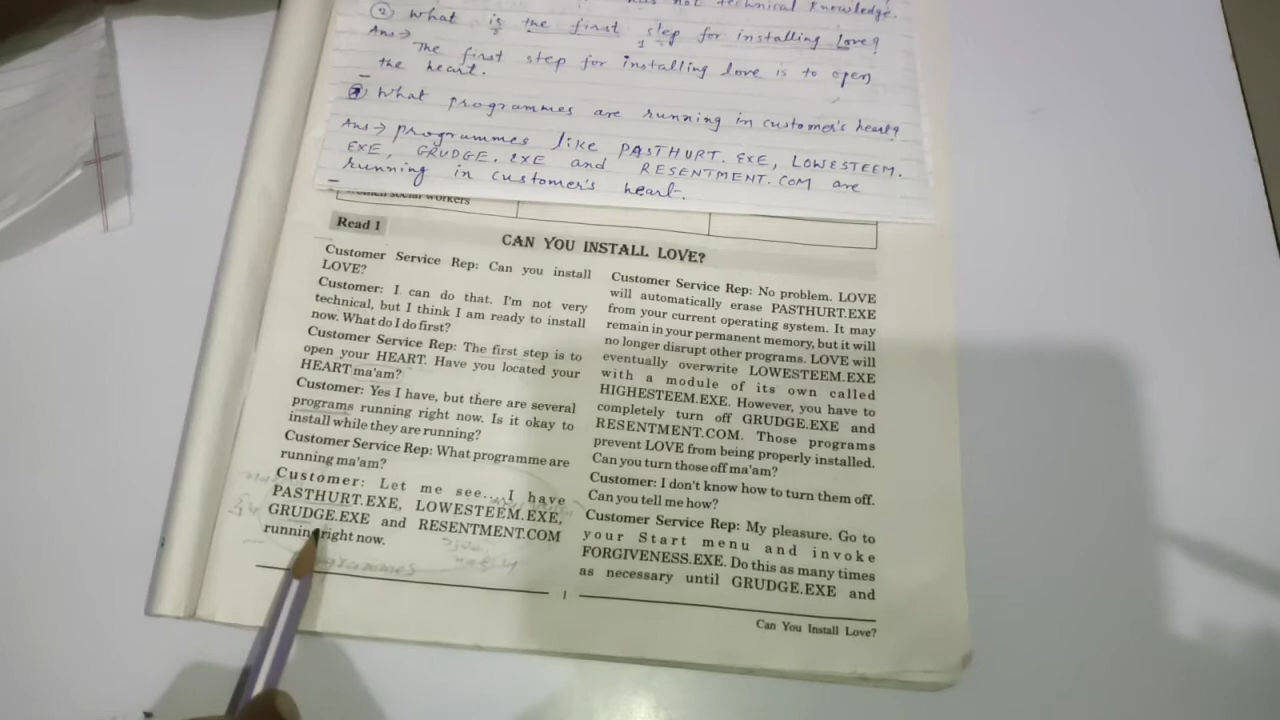 has not technical knowledge.
② What is the first step for installing Love?
Ans→
The first step for installing love is to open
the heart.
③ What programmes are running in customer's heart?
Ans→ programmes like PASTHURT. EXE, LOWESTEEM.
EXE, GRUDGE. EXE and RESENTMENT. COM are
running in customer's heart.
women social workers
Read 1
CAN YOU INSTALL LOVE?
Customer Service Rep: Can you install
LOVE?
Customer: I can do that. I'm not very
technical, but I think I am ready to install
now. What do I do first?
Customer Service Rep: The first step is to
open your HEART. Have you located your
HEART ma'am?
Customer: Yes I have, but there are several
programs running right now. Is it okay to
install while they are running?
Customer Service Rep: What programme are
running ma'am?
Customer: Let me see... I have
PASTHURT.EXE, LOWESTEEM.EXE,
GRUDGE.EXE and RESENTMENT.COM
running right now.
Customer Service Rep: No problem. LOVE
will automatically erase PASTHURT.EXE
from your current operating system. It may
remain in your permanent memory, but it will
no longer disrupt other programs. LOVE will
eventually overwrite LOWESTEEM.EXE
with a module of its own called
HIGHESTEEM.EXE. However, you have to
completely turn off GRUDGE.EXE and
RESENTMENT.COM. Those programs
prevent LOVE from being properly installed.
Can you turn those off ma'am?
Customer: I don't know how to turn them off.
Can you tell me how?
Customer Service Rep: My pleasure. Go to
your Start menu and invoke
FORGIVENESS.EXE. Do this as many times
as necessary until GRUDGE.EXE and
1
Can You Install Love?